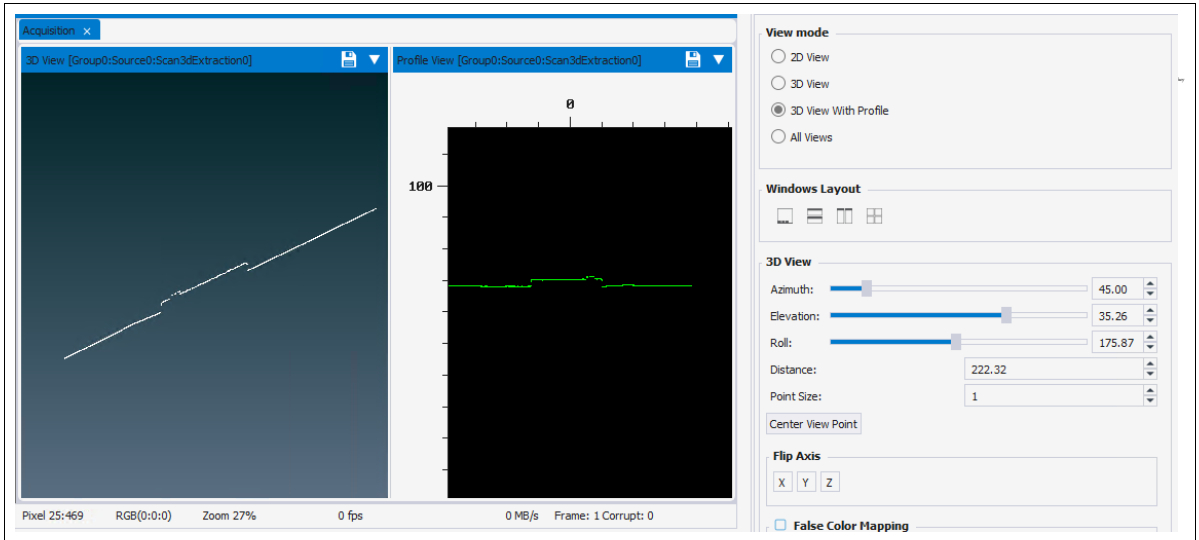 Acquisition ×
3D View [Group0:Source0:Scan3dExtraction0]
Profile View [Group0:Source0:Scan3dExtraction0]
0
100
Pixel 25:469 RGB(0:0:0) Zoom 27% 0 fps
0 MB/s Frame: 1 Corrupt: 0
View mode
2D View
3D View
3D View With Profile
All Views
Windows Layout
3D View
Azimuth: 45.00
Elevation: 35.26
Roll: 175.87
Distance: 222.32
Point Size: 1
Center View Point
Flip Axis
X Y Z
False Color Mapping